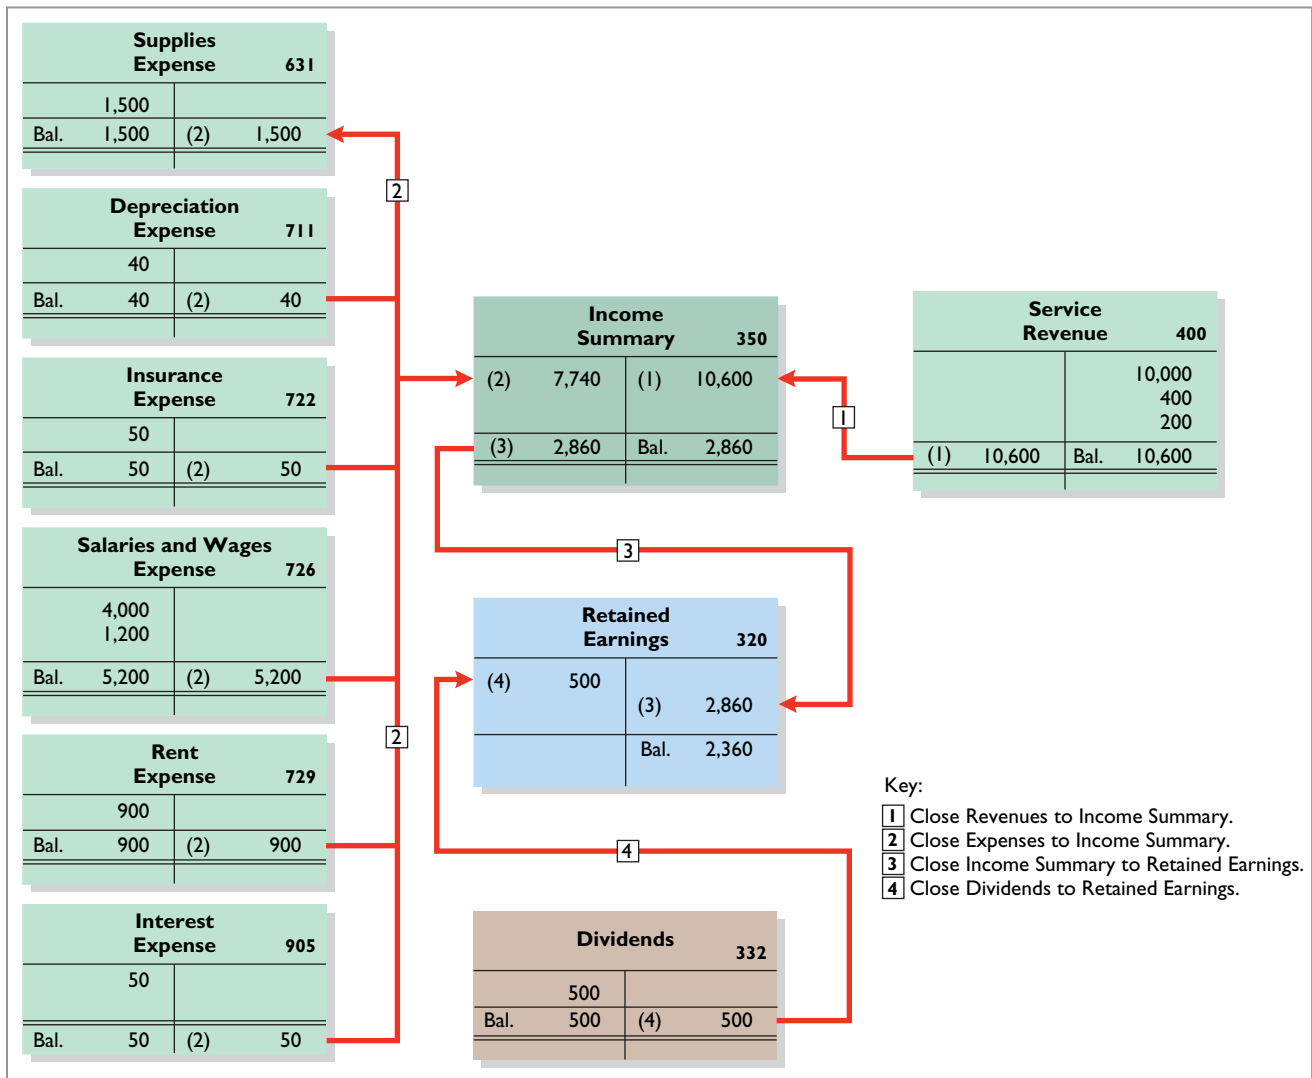 Supplies
Expense 631
1,500
Bal. 1,500 (2) 1,500
2
Depreciation
Expense 711
40
Bal. 40 (2) 40
Insurance
Expense 722
50
Bal. 50 (2) 50
Salaries and Wages
Expense 726
4,000
1,200
Bal. 5,200 (2) 5,200
2
Rent
Expense 729
900
Bal. 900 (2) 900
Interest
Expense 905
50
Bal. 50 (2) 50
Income
Summary 350
(2) 7,740 (1) 10,600
(3) 2,860 Bal. 2,860
1
Service
Revenue 400
10,000
400
200
(1) 10,600 Bal. 10,600
3
Retained
Earnings 320
(4) 500
(3) 2,860
Bal. 2,360
4
Dividends
332
500
Bal. 500 (4) 500
Key:
1 Close Revenues to Income Summary.
2 Close Expenses to Income Summary.
3 Close Income Summary to Retained Earnings.
4 Close Dividends to Retained Earnings.